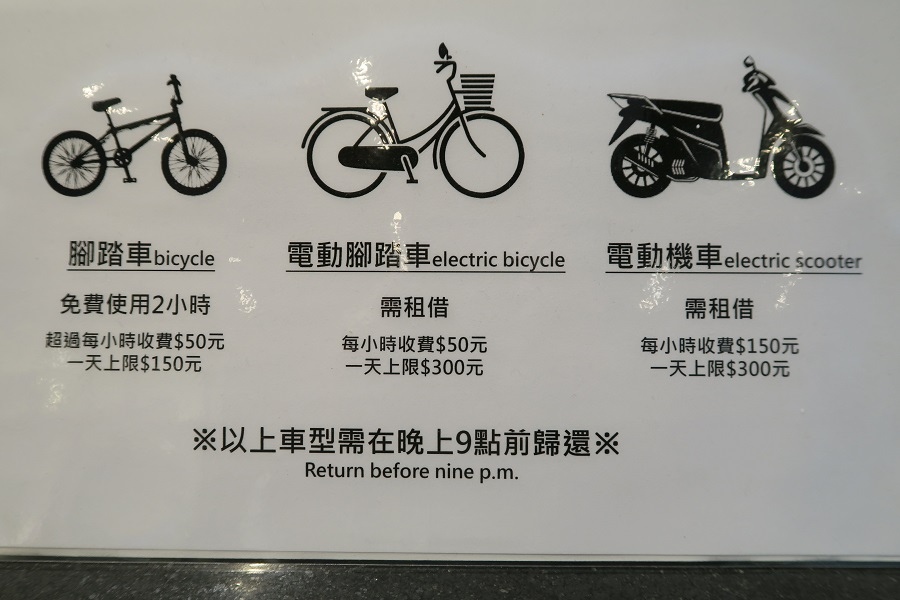 腳踏車bicycle
免費使用2小時
超過每小時收費$50元
一天上限$150元
電動腳踏車electric bicycle
需租借
每小時收費$50元
一天上限$300元
電動機車electric scooter
需租借
每小時收費$150元
一天上限$300元
※以上車型需在晚上9點前歸還※
Return before nine p.m.